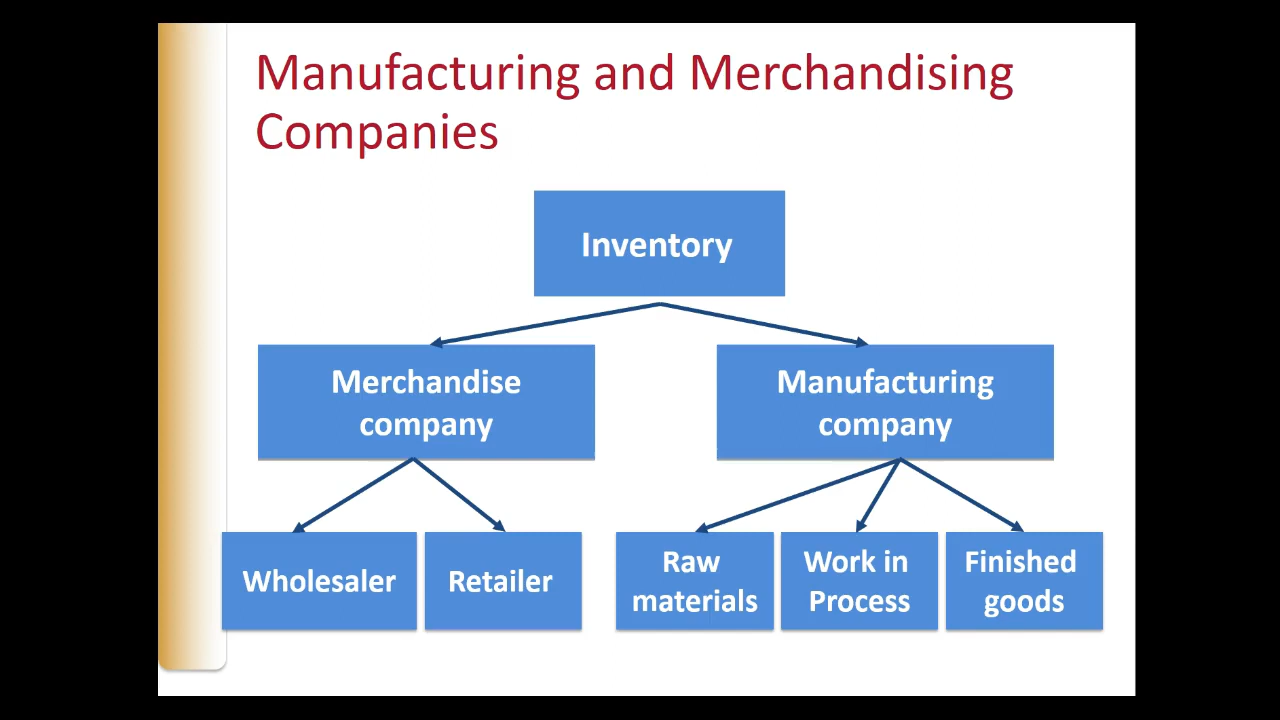 Manufacturing and Merchandising
Companies
Inventory
Merchandise
company
Manufacturing
company
Wholesaler
Retailer
Raw
materials
Work in
Process
Finished
goods